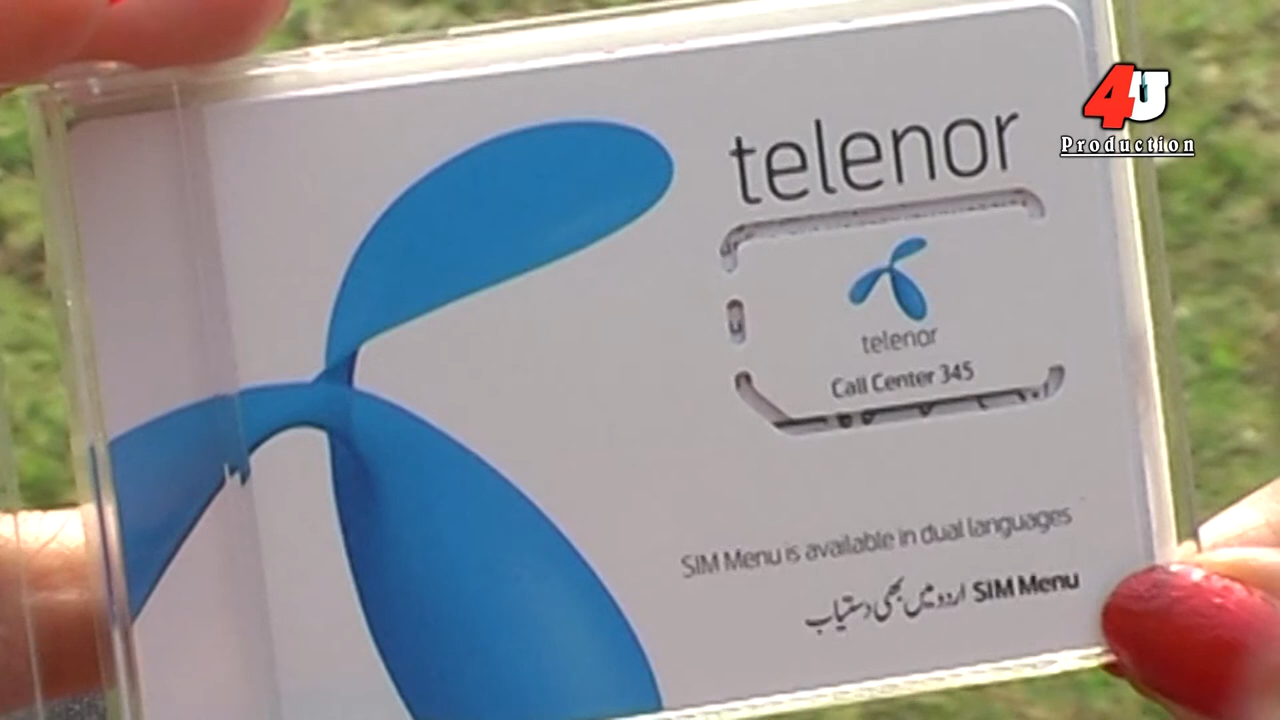 telenor
telenor
Call Center 345
SIM Menu is available in dual languages
SIM Menu اردو میں بھی دستیاب
4U
Production